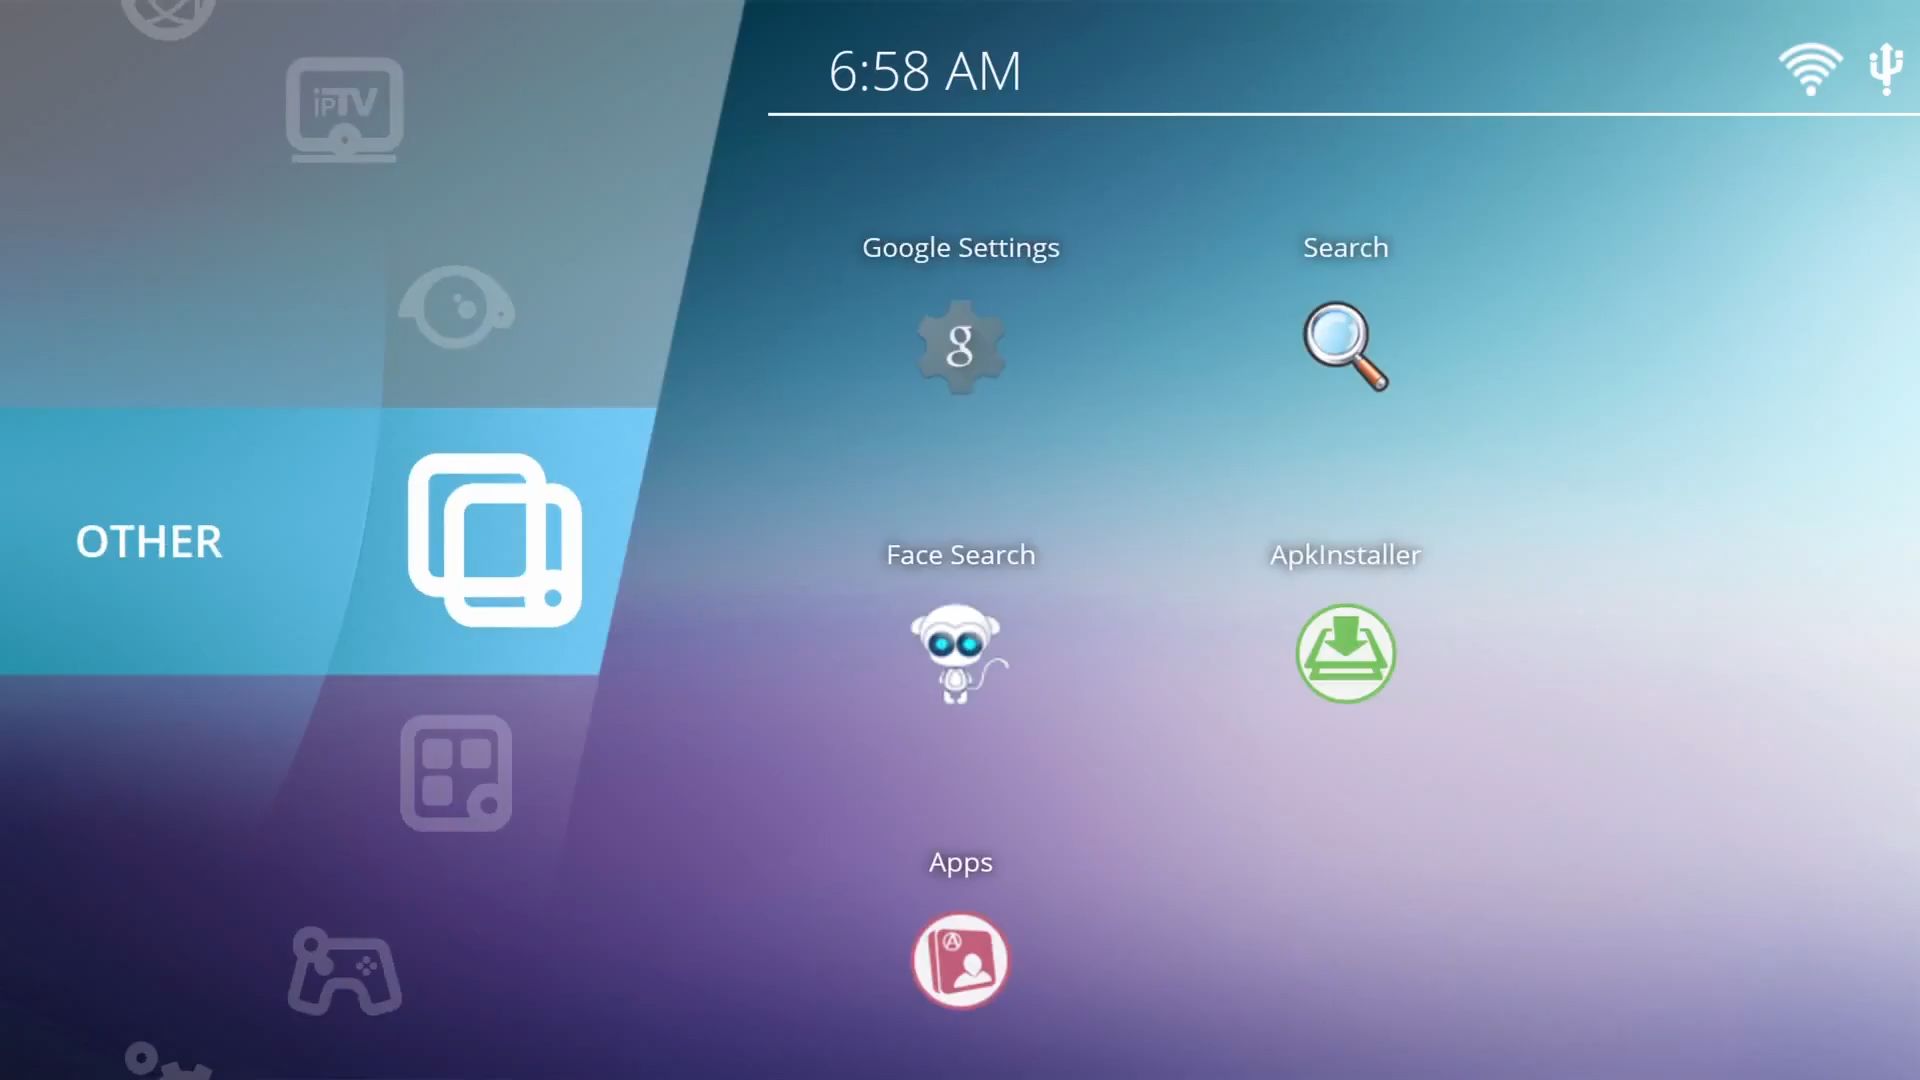 6:58 AM
ipTV
Google Settings
Search
g
OTHER
Face Search
ApkInstaller
Apps
A